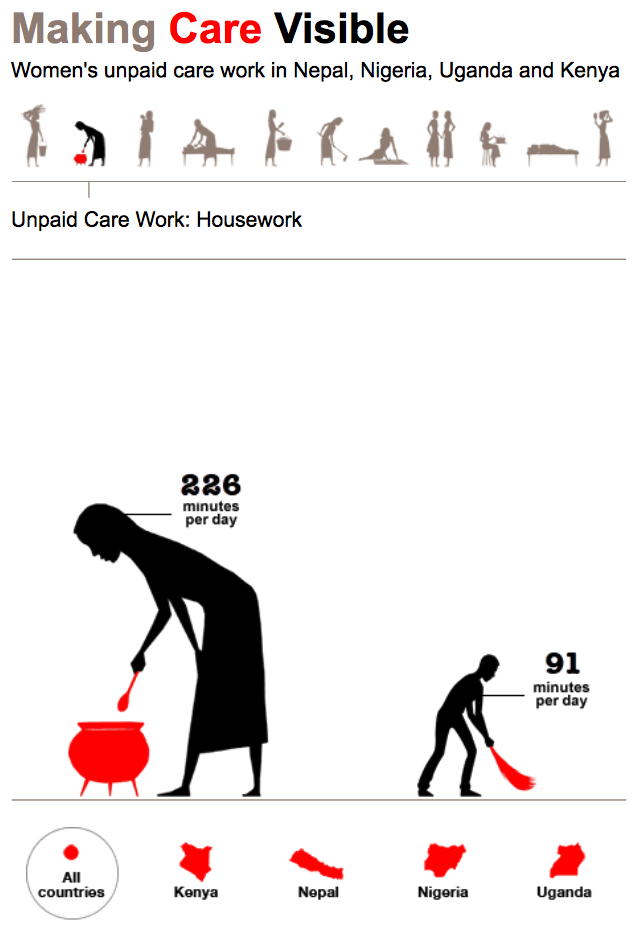 Making Care Visible
Women's unpaid care work in Nepal, Nigeria, Uganda and Kenya
Unpaid Care Work: Housework
226
minutes
per day
91
minutes
per day
All
countries
Kenya
Nepal
Nigeria
Uganda